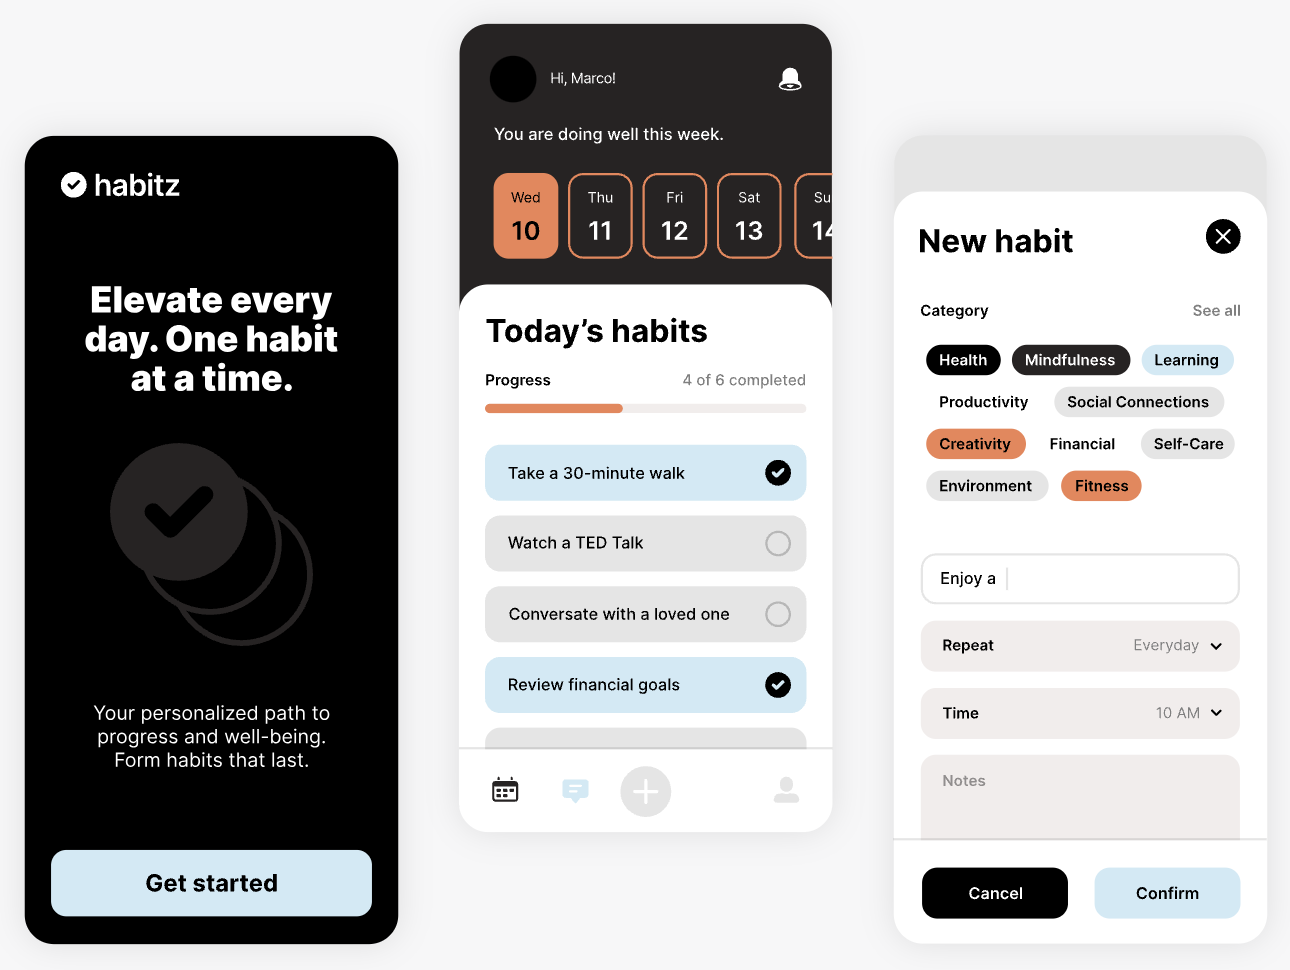 habitz
Elevate every
day. One habit
at a time.
Your personalized path to
progress and well-being.
Form habits that last.
Get started
Hi, Marco!
You are doing well this week.
Wed Thu Fri Sat Su
10 11 12 13 14
Today's habits
Progress 4 of 6 completed
Take a 30-minute walk
Watch a TED Talk
Conversate with a loved one
Review financial goals
New habit
Category See all
Health Mindfulness Learning
Productivity Social Connections
Creativity Financial Self-Care
Environment Fitness
Enjoy a
Repeat Everyday
Time 10 AM
Notes
Cancel Confirm